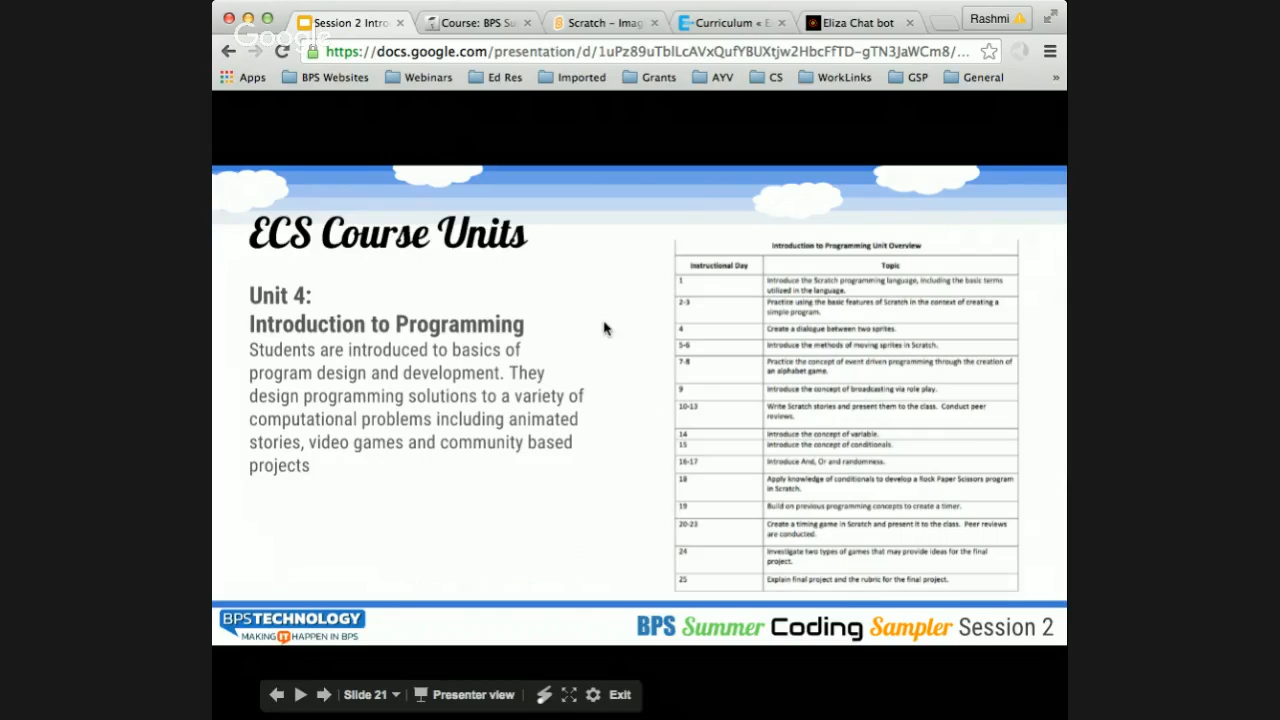 Session 2 Intro
Course: BPS Su
Scratch – Imag
Curriculum « E
Eliza Chat bot
Rashmi
Google
https://docs.google.com/presentation/d/1uPz89uTblLcAVxQufYBUXtjw2HbcFfTD-gTN3JaWCm8/...
Apps
BPS Websites
Webinars
Ed Res
Imported
Grants
AYV
CS
WorkLinks
GSP
General
»
ECS Course Units
Unit 4:
Introduction to Programming
Students are introduced to basics of
program design and development. They
design programming solutions to a variety of
computational problems including animated
stories, video games and community based
projects
Introduction to Programming Unit Overview
Instructional Day Topic
1 Introduce the Scratch programming language, including the basic terms
utilized in the language.
2-3 Practice using the basic features of Scratch in the context of creating a
simple program.
4 Create a dialogue between two sprites.
5-6 Introduce the methods of moving sprites in Scratch.
7-8 Practice the concept of event driven programming through the creation of
an alphabet game.
9 Introduce the concept of broadcasting via role play.
10-13 Write Scratch stories and present them to the class. Conduct peer
reviews.
14 Introduce the concept of variable.
15 Introduce the concept of conditionals.
16-17 Introduce And, Or and randomness.
18 Apply knowledge of conditionals to develop a Rock Paper Scissors program
in Scratch.
19 Build on previous programming concepts to create a timer.
20-23 Create a timing game in Scratch and present it to the class. Peer reviews
are conducted.
24 Investigate two types of games that may provide ideas for the final
project.
25 Explain final project and the rubric for the final project.
BPSTECHNOLOGY
MAKING IT HAPPEN IN BPS
BPS Summer Coding Sampler Session 2
Slide 21
Presenter view
Exit